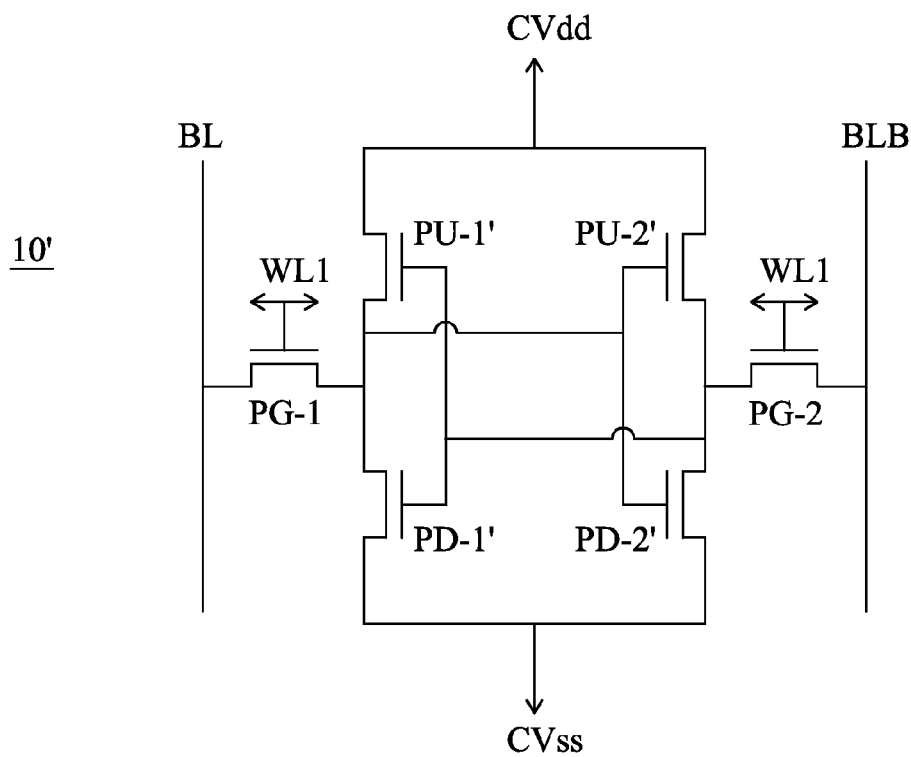 CVdd
BL
BLB
10'
PU-1'
PU-2'
WL1
WL1
PG-1
PG-2
PD-1'
PD-2'
CVss